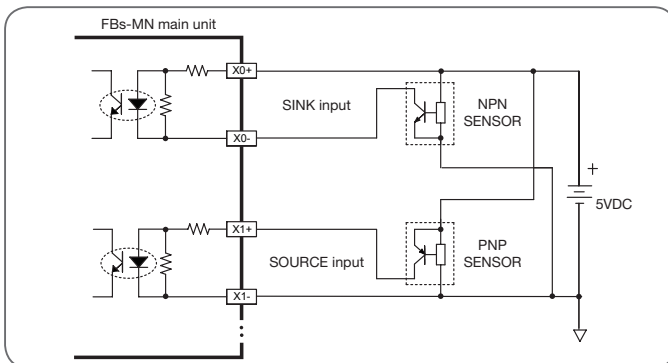 FBs-MN main unit
X0+
SINK input
NPN
SENSOR
X0-
+
5VDC
X1+
SOURCE input
PNP
SENSOR
X1-